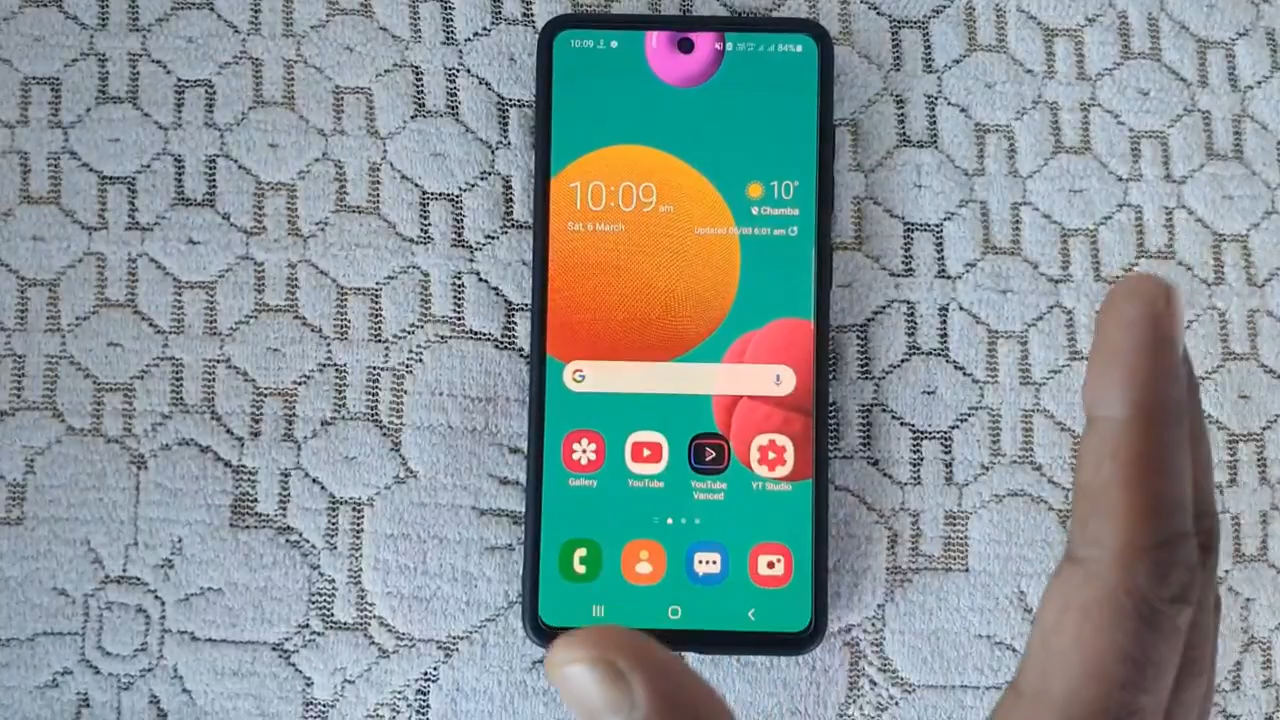 10:09
84%
10:09 am
Sat, 6 March
10°
Chamba
Updated 06/03 6:01 am
G
Gallery
YouTube
YouTube Vanced
YT Studio